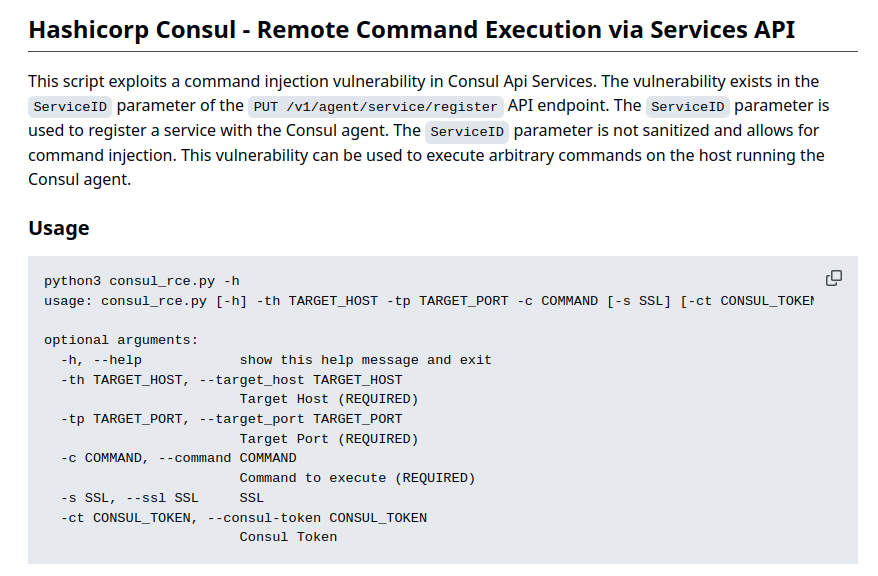 Hashicorp Consul - Remote Command Execution via Services API
This script exploits a command injection vulnerability in Consul Api Services. The vulnerability exists in the
ServiceID parameter of the PUT /v1/agent/service/register API endpoint. The ServiceID parameter is
used to register a service with the Consul agent. The ServiceID parameter is not sanitized and allows for
command injection. This vulnerability can be used to execute arbitrary commands on the host running the
Consul agent.
Usage
python3 consul_rce.py -h
usage: consul_rce.py [-h] -th TARGET_HOST -tp TARGET_PORT -c COMMAND [-s SSL] [-ct CONSUL_TOKEN
optional arguments:
-h, --help show this help message and exit
-th TARGET_HOST, --target_host TARGET_HOST
Target Host (REQUIRED)
-tp TARGET_PORT, --target_port TARGET_PORT
Target Port (REQUIRED)
-c COMMAND, --command COMMAND
Command to execute (REQUIRED)
-s SSL, --ssl SSL SSL
-ct CONSUL_TOKEN, --consul-token CONSUL_TOKEN
Consul Token